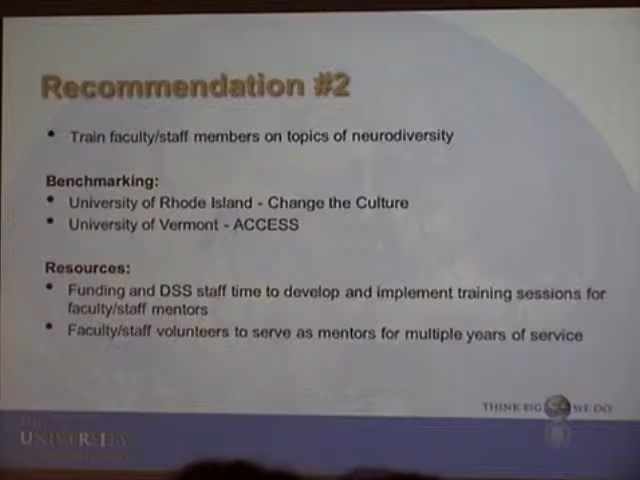 Recommendation #2
• Train faculty/staff members on topics of neurodiversity
Benchmarking:
• University of Rhode Island - Change the Culture
• University of Vermont - ACCESS
Resources:
• Funding and DSS staff time to develop and implement training sessions for
faculty/staff mentors
• Faculty/staff volunteers to serve as mentors for multiple years of service
THINK BIG WE DO
THE
UNIVERSITY